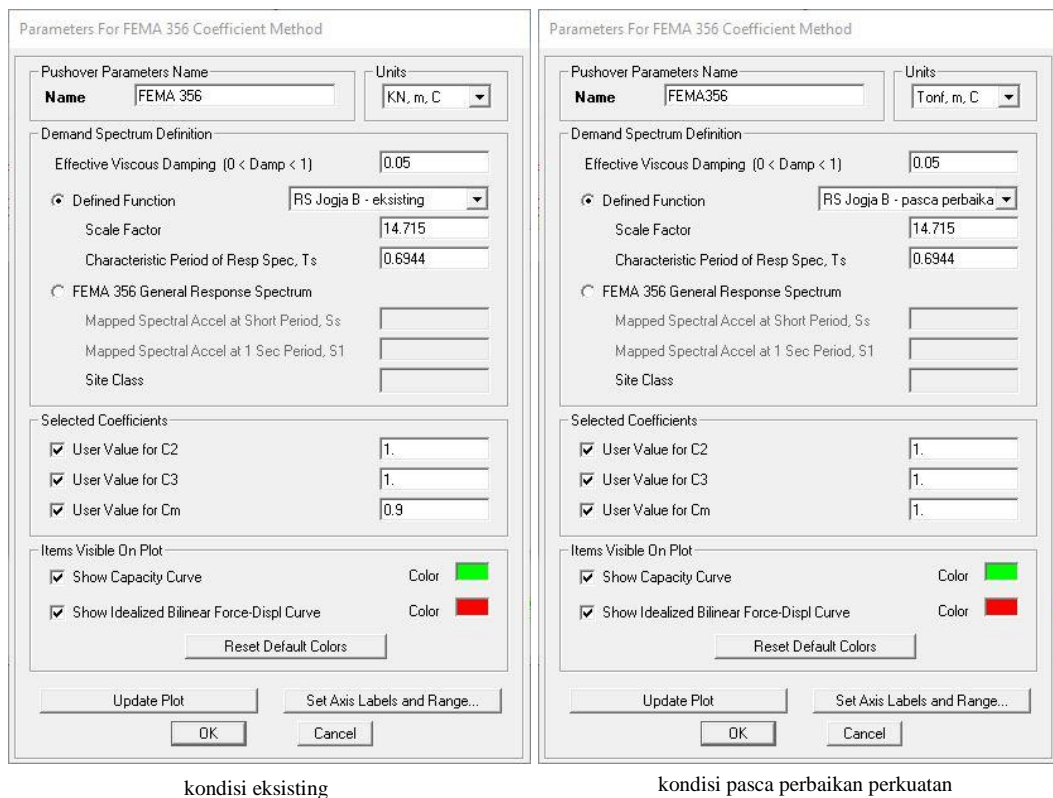 Parameters For FEMA 356 Coefficient Method
Pushover Parameters Name
Name FEMA 356
Units
KN, m, C
Demand Spectrum Definition
Effective Viscous Damping (0 < Damp < 1) 0.05
Defined Function RS Jogja B - eksisting
Scale Factor 14.715
Characteristic Period of Resp Spec, Ts 0.6944
FEMA 356 General Response Spectrum
Mapped Spectral Accel at Short Period, Ss
Mapped Spectral Accel at 1 Sec Period, S1
Site Class
Selected Coefficients
User Value for C2 1.
User Value for C3 1.
User Value for Cm 0.9
Items Visible On Plot
Show Capacity Curve Color
Show Idealized Bilinear Force-Displ Curve Color
Reset Default Colors
Update Plot Set Axis Labels and Range...
OK Cancel
kondisi eksisting
Parameters For FEMA 356 Coefficient Method
Pushover Parameters Name
Name FEMA356
Units
Tonf, m, C
Demand Spectrum Definition
Effective Viscous Damping (0 < Damp < 1) 0.05
Defined Function RS Jogja B - pasca perbaika
Scale Factor 14.715
Characteristic Period of Resp Spec, Ts 0.6944
FEMA 356 General Response Spectrum
Mapped Spectral Accel at Short Period, Ss
Mapped Spectral Accel at 1 Sec Period, S1
Site Class
Selected Coefficients
User Value for C2 1.
User Value for C3 1.
User Value for Cm 1.
Items Visible On Plot
Show Capacity Curve Color
Show Idealized Bilinear Force-Displ Curve Color
Reset Default Colors
Update Plot Set Axis Labels and Range...
OK Cancel
kondisi pasca perbaikan perkuatan